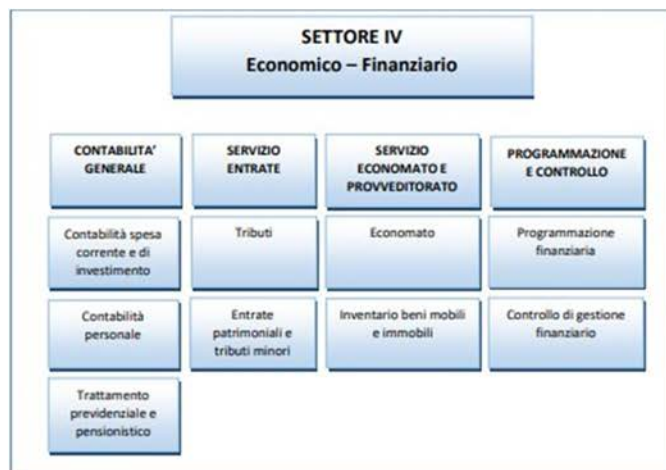 SETTORE IV
Economico – Finanziario
CONTABILITA'
GENERALE
SERVIZIO
ENTRATE
SERVIZIO
ECONOMATO E
PROVVEDITORATO
PROGRAMMAZIONE
E CONTROLLO
Contabilità spesa
corrente e di
investimento
Tributi
Economato
Programmazione
finanziaria
Contabilità
personale
Entrate
patrimoniali e
tributi minori
Inventario beni mobili
e immobili
Controllo di gestione
finanziario
Trattamento
previdenziale e
pensionistico